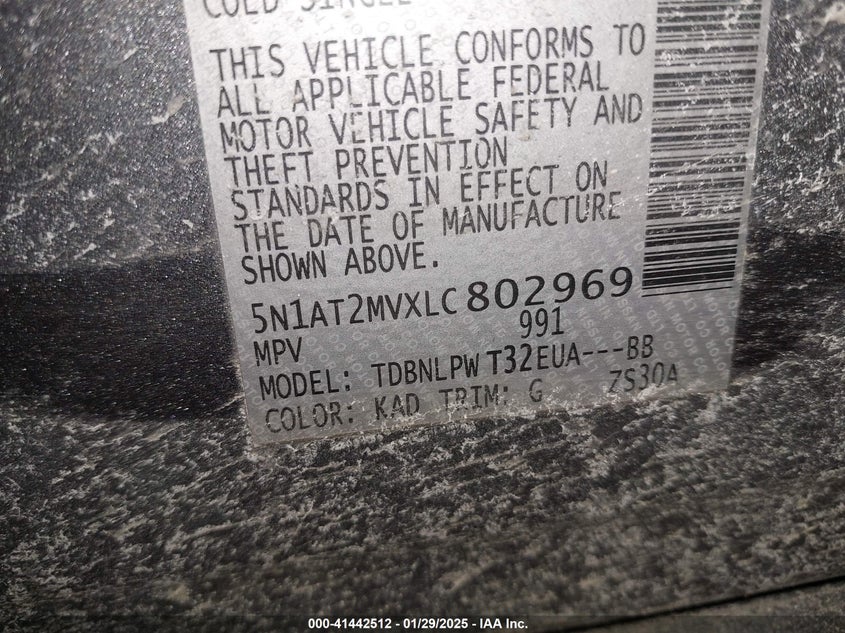 COLD SINGLE
THIS VEHICLE CONFORMS TO
ALL APPLICABLE FEDERAL
MOTOR VEHICLE SAFETY AND
THEFT PREVENTION
STANDARDS IN EFFECT ON
THE DATE OF MANUFACTURE
SHOWN ABOVE.
5N1AT2MVXLC802969
MPV 991
MODEL: TDBNLPW T32EUA---BB
COLOR: KAD TRIM: G ZS30A
000-41442512 - 01/29/2025 - IAA Inc.